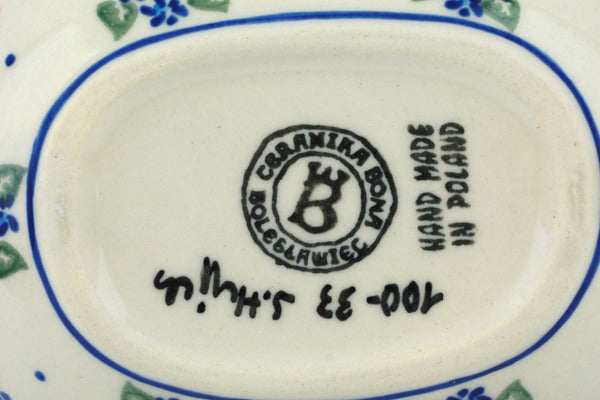 CERAMIKA BONA
BOLESŁAWIEC
B
HAND MADE
IN POLAND
100-33